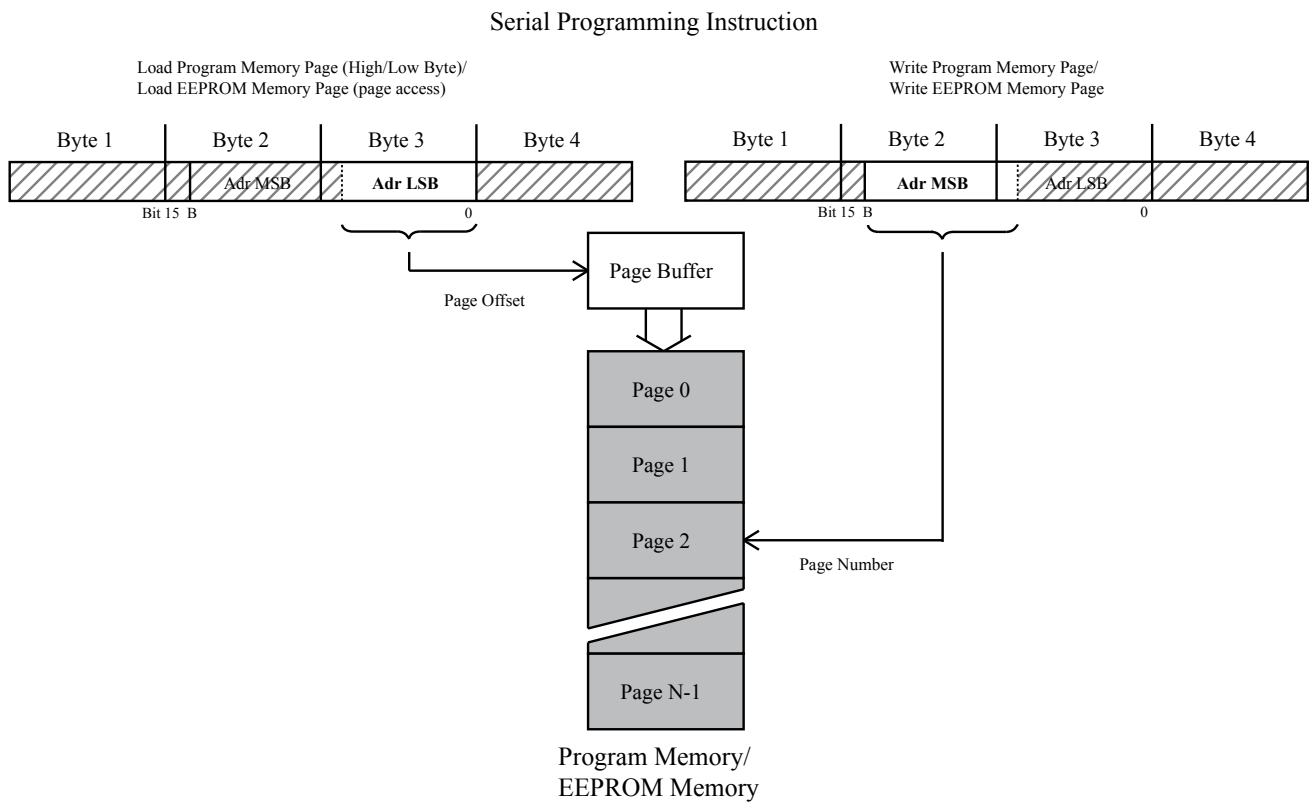 Serial Programming Instruction
Load Program Memory Page (High/Low Byte)/
Load EEPROM Memory Page (page access)
Write Program Memory Page/
Write EEPROM Memory Page
Byte 1 Byte 2 Byte 3 Byte 4
Byte 1 Byte 2 Byte 3 Byte 4
Adr MSB Adr LSB
Adr MSB Adr LSB
Bit 15 B 0
Bit 15 B 0
Page Buffer
Page Offset
Page 0
Page 1
Page 2
Page Number
Page N-1
Program Memory/
EEPROM Memory